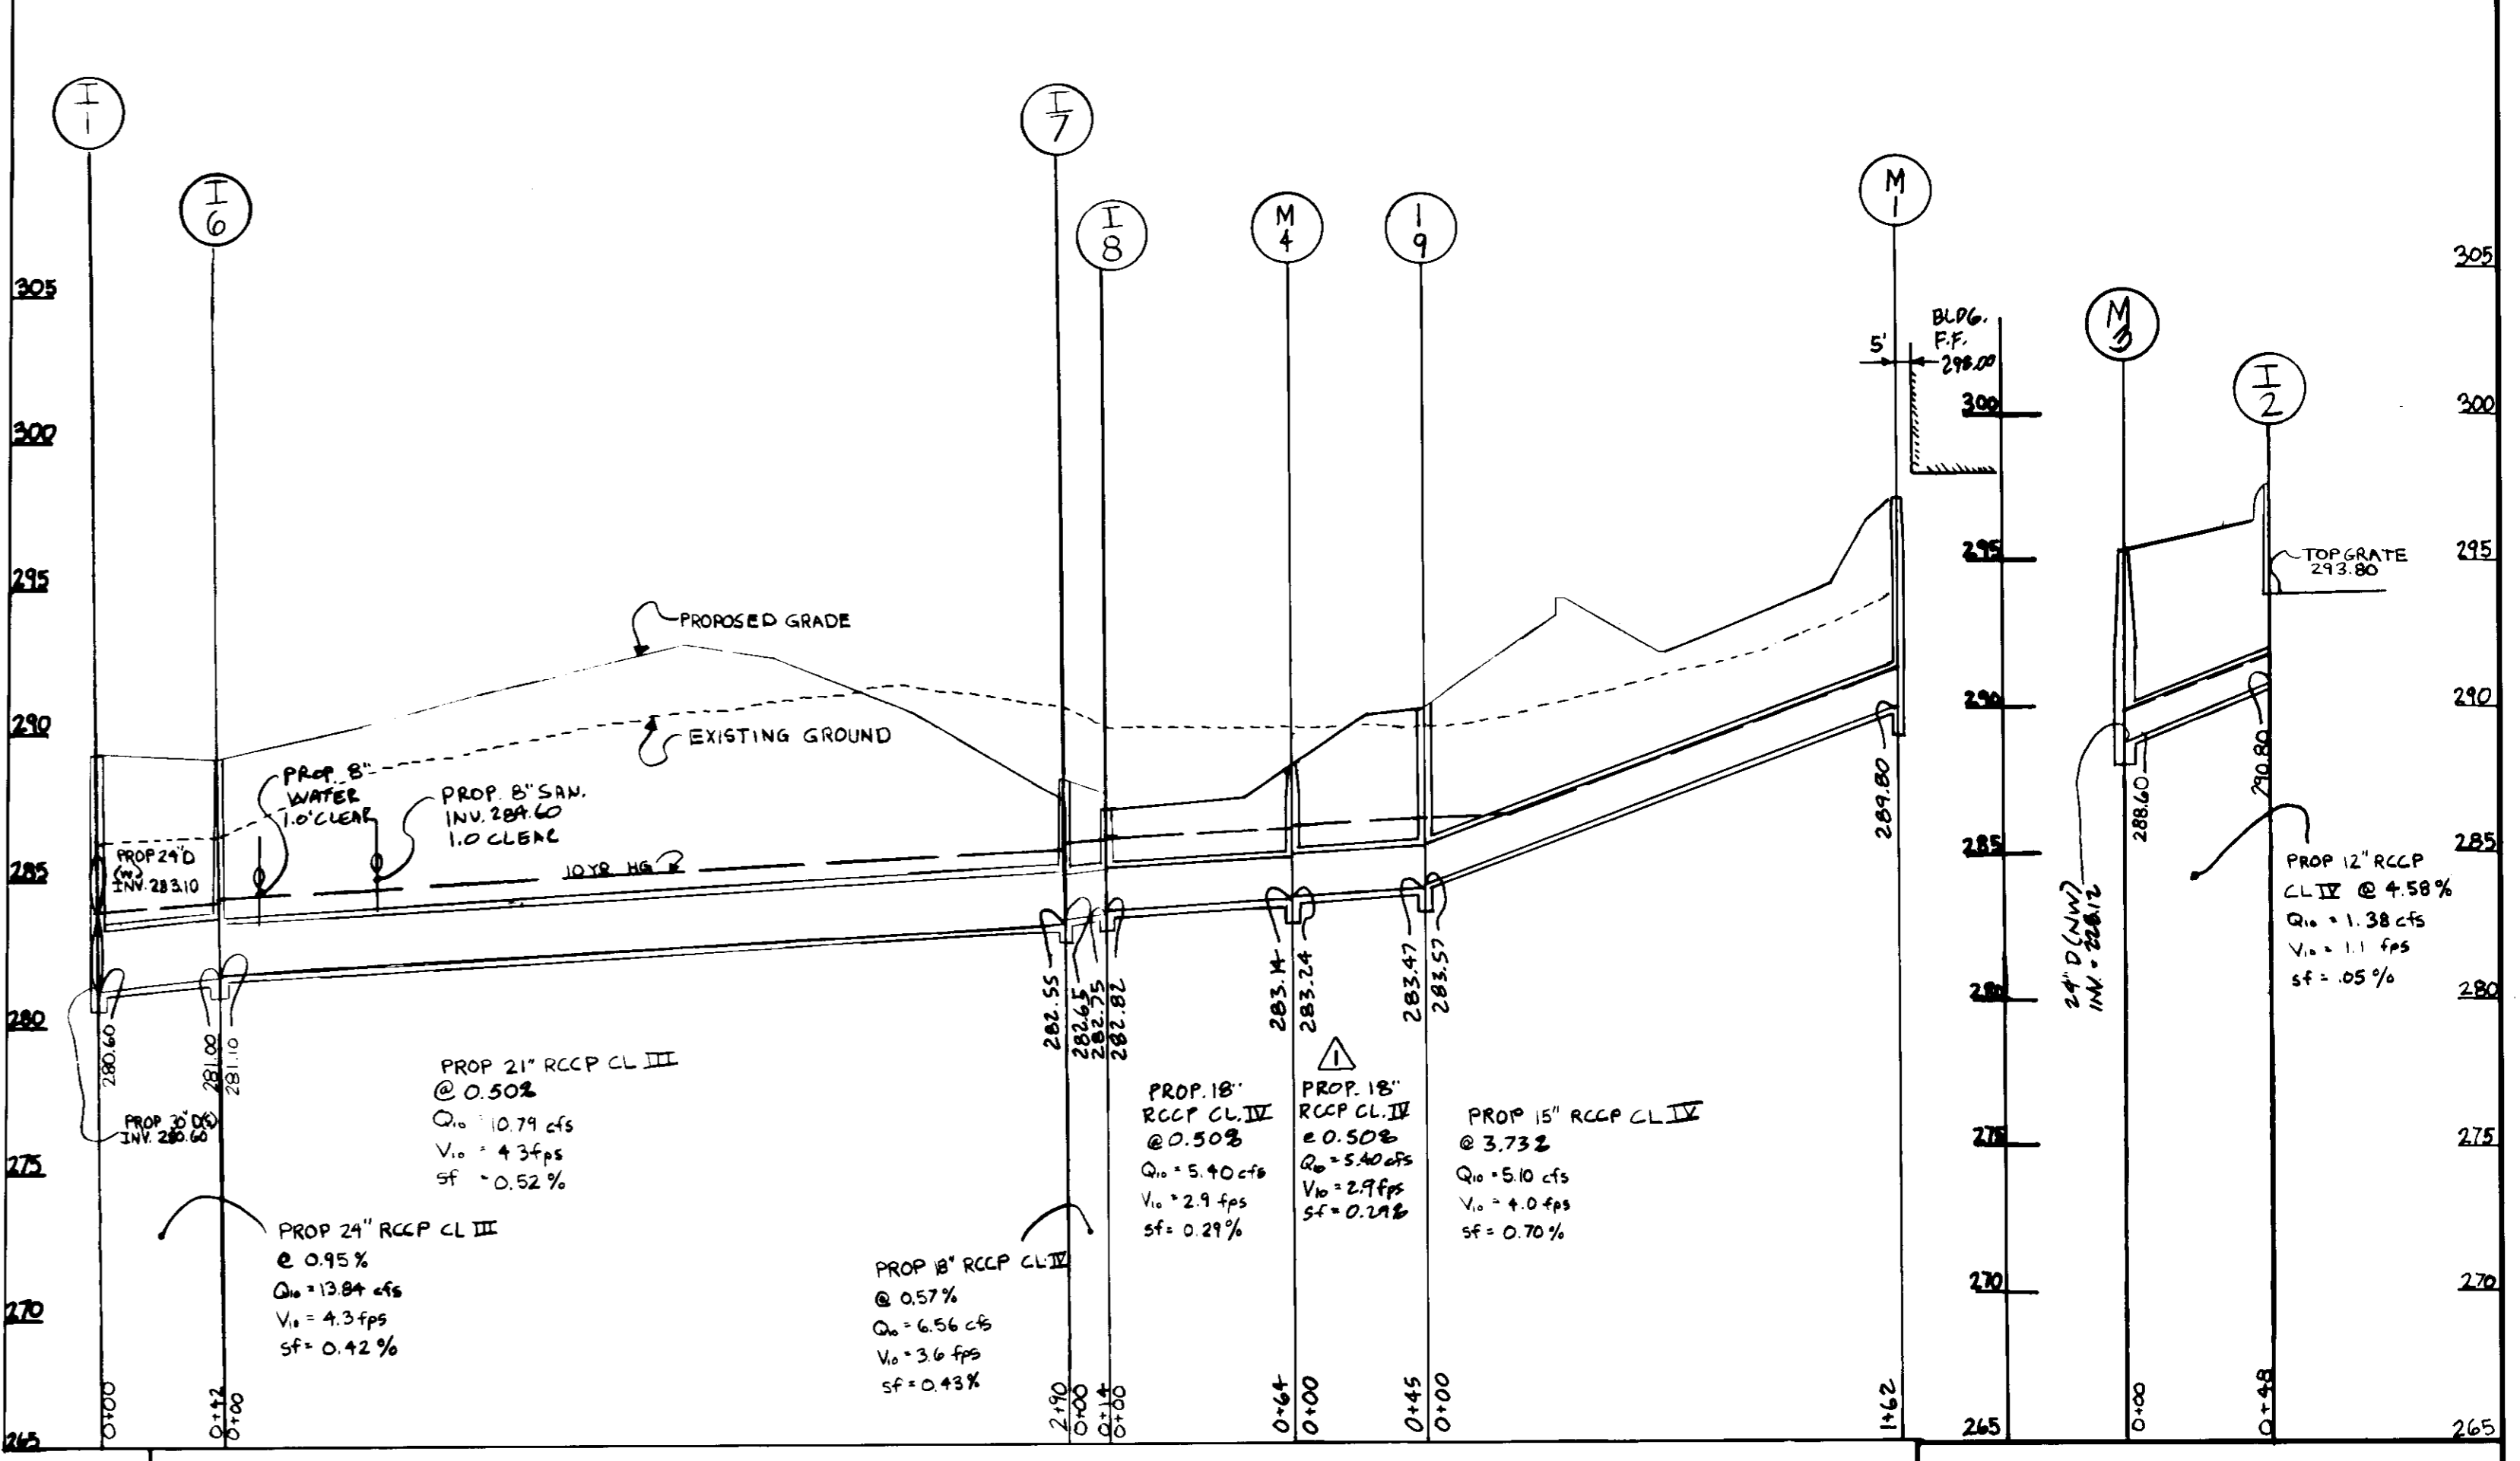 I
1
I
6
I
7
I
8
M
4
I
9
M
1
M
3
I
2
305
300
295
290
285
280
275
270
265
BLDG.
F.F.
298.00
5'
300
295
290
285
280
275
270
265
305
300
295
290
285
280
275
270
265
TOP GRATE
293.80
PROPOSED GRADE
EXISTING GROUND
PROP. 8"
WATER
1.0' CLEAR
PROP. 8" SAN.
INV. 284.60
1.0 CLEAR
PROP 24" D
(W)
INV. 283.10
10 YR HG
280.60
281.00
281.10
282.55
282.65
282.75
282.82
283.14
283.24
283.47
283.57
289.80
288.60
290.80
24" D (NW)
PROP 30" D(S)
INV. 280.60
PROP 21" RCCP CL III
@ 0.50%
Q10 = 10.79 cfs
V10 = 4.3 fps
sf = 0.52 %
PROP 24" RCCP CL III
@ 0.95 %
Q10 = 13.84 cfs
V10 = 4.3 fps
sf = 0.42 %
PROP 18" RCCP CL IV
@ 0.57 %
Q10 = 6.56 cfs
V10 = 3.6 fps
sf = 0.43 %
PROP. 18"
RCCP CL. IV
@ 0.50%
Q10 = 5.40 cfs
V10 = 2.9 fps
sf = 0.29 %
1
PROP. 18"
RCCP CL. IV
@ 0.50%
Q10 = 5.40 cfs
V10 = 2.9 fps
sf = 0.29%
PROP 15" RCCP CL IV
@ 3.73%
Q10 = 5.10 cfs
V10 = 4.0 fps
sf = 0.70 %
PROP 12" RCCP
CL IV @ 4.58 %
Q10 = 1.38 cfs
V10 = 1.1 fps
sf = .05 %
0+00
0+42
0+00
2+90
0+00
0+14
0+00
0+64
0+00
0+45
0+00
1+62
0+00
0+48